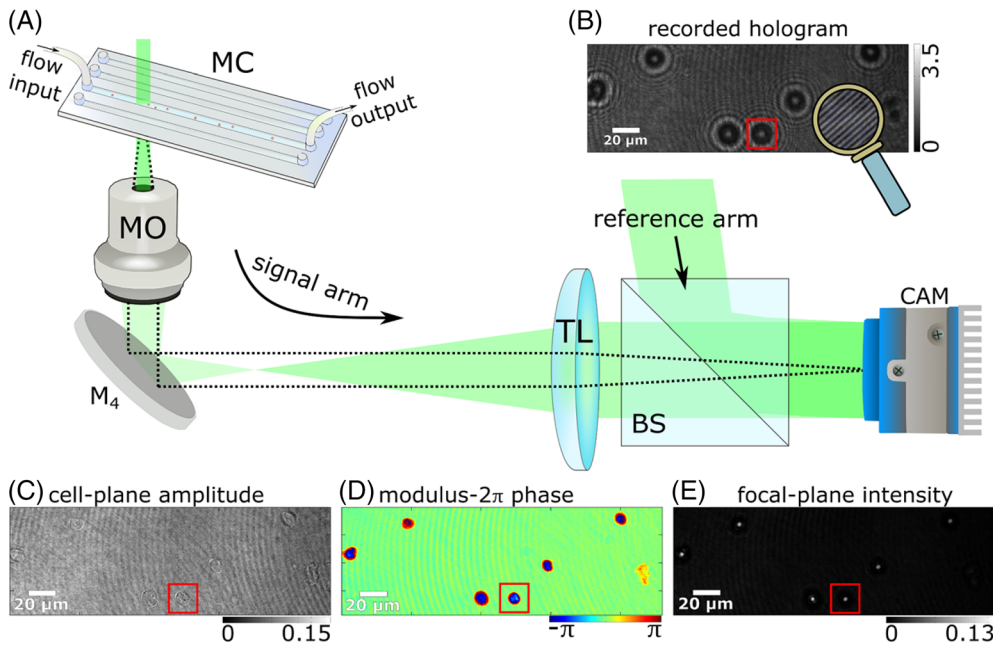 (A)
MC
flow
input
flow
output
MO
signal arm
M4
TL
BS
reference arm
CAM
(B)
recorded hologram
20 µm
3.5
0
(C) cell-plane amplitude
20 µm
0 0.15
(D) modulus-2π phase
20 µm
-π π
(E) focal-plane intensity
20 µm
0 0.13